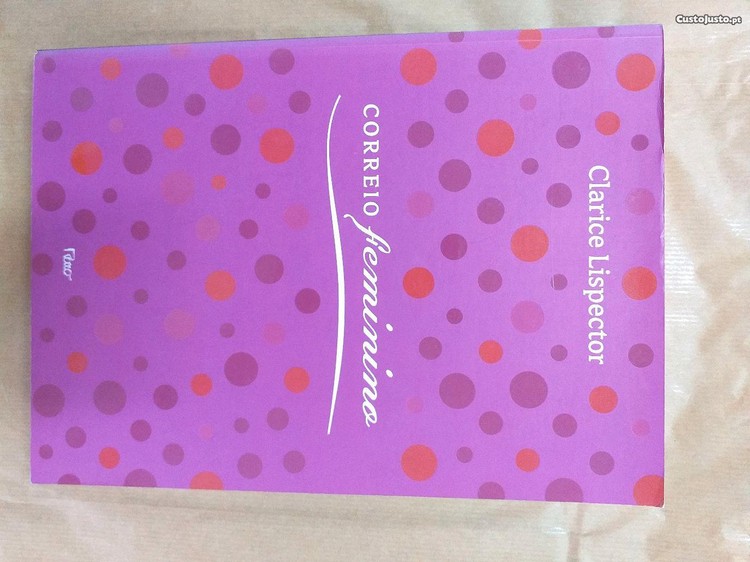 CustoJusto.pt
Clarice Lispector
CORREIO feminino
Rocco